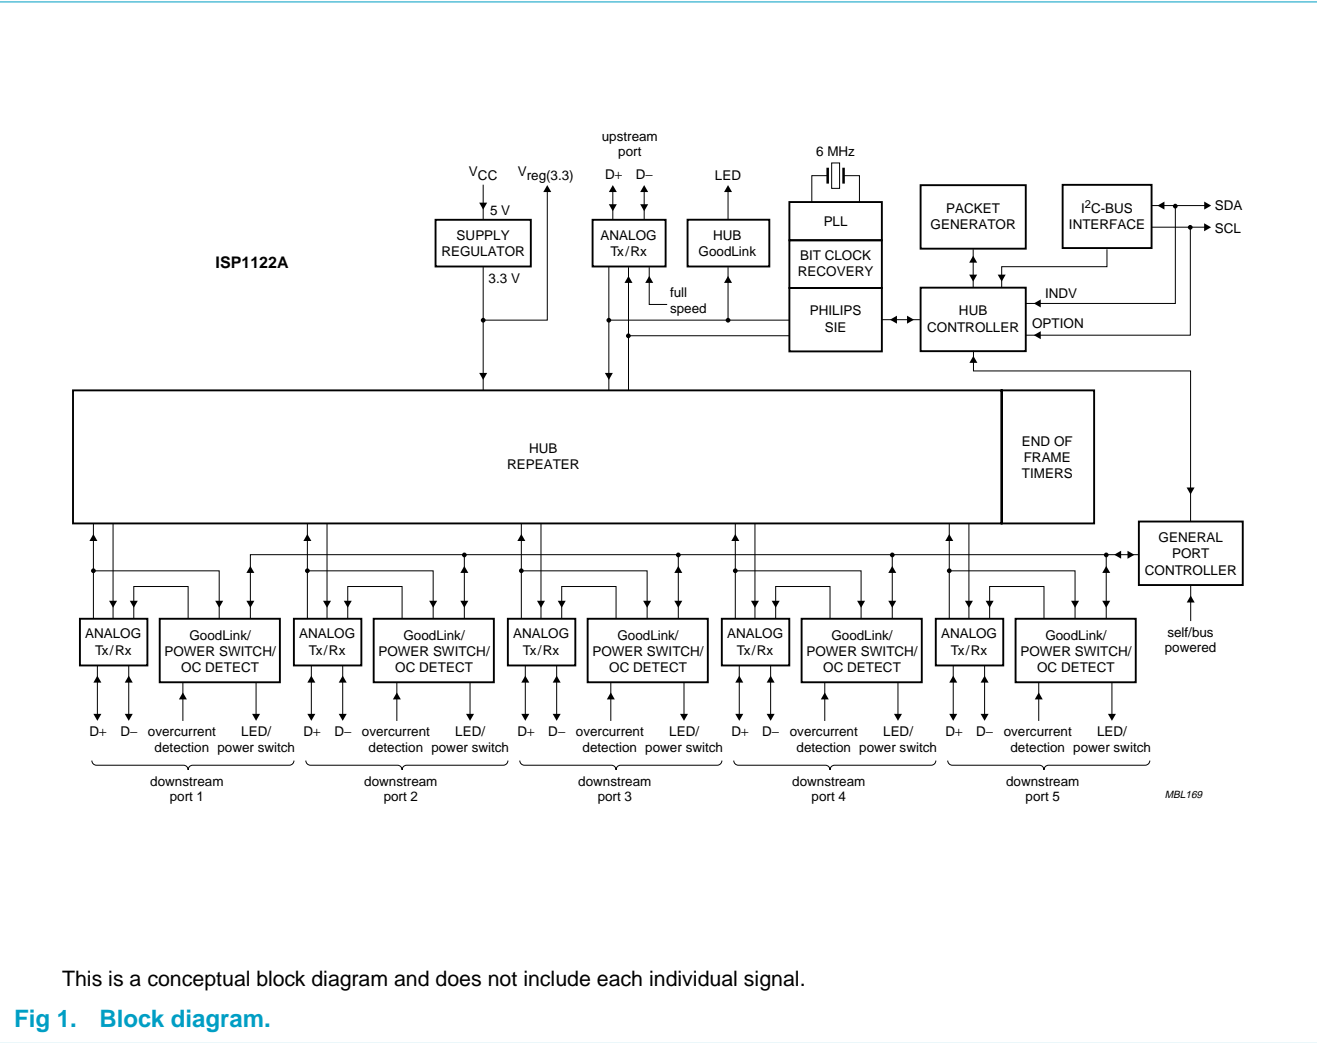 upstream
port
6 MHz
VCC
Vreg(3.3)
D+
D−
LED
5 V
SUPPLY
REGULATOR
3.3 V
ANALOG
Tx/Rx
HUB
GoodLink
full
speed
PLL
BIT CLOCK
RECOVERY
PHILIPS
SIE
PACKET
GENERATOR
I2C-BUS
INTERFACE
SDA
SCL
HUB
CONTROLLER
INDV
OPTION
ISP1122A
HUB
REPEATER
END OF
FRAME
TIMERS
GENERAL
PORT
CONTROLLER
self/bus
powered
ANALOG
Tx/Rx
GoodLink/
POWER SWITCH/
OC DETECT
D+
D−
overcurrent
detection
LED/
power switch
downstream
port 1
ANALOG
Tx/Rx
GoodLink/
POWER SWITCH/
OC DETECT
D+
D−
overcurrent
detection
LED/
power switch
downstream
port 2
ANALOG
Tx/Rx
GoodLink/
POWER SWITCH/
OC DETECT
D+
D−
overcurrent
detection
LED/
power switch
downstream
port 3
ANALOG
Tx/Rx
GoodLink/
POWER SWITCH/
OC DETECT
D+
D−
overcurrent
detection
LED/
power switch
downstream
port 4
ANALOG
Tx/Rx
GoodLink/
POWER SWITCH/
OC DETECT
D+
D−
overcurrent
detection
LED/
power switch
downstream
port 5
MBL169
This is a conceptual block diagram and does not include each individual signal.
Fig 1. Block diagram.